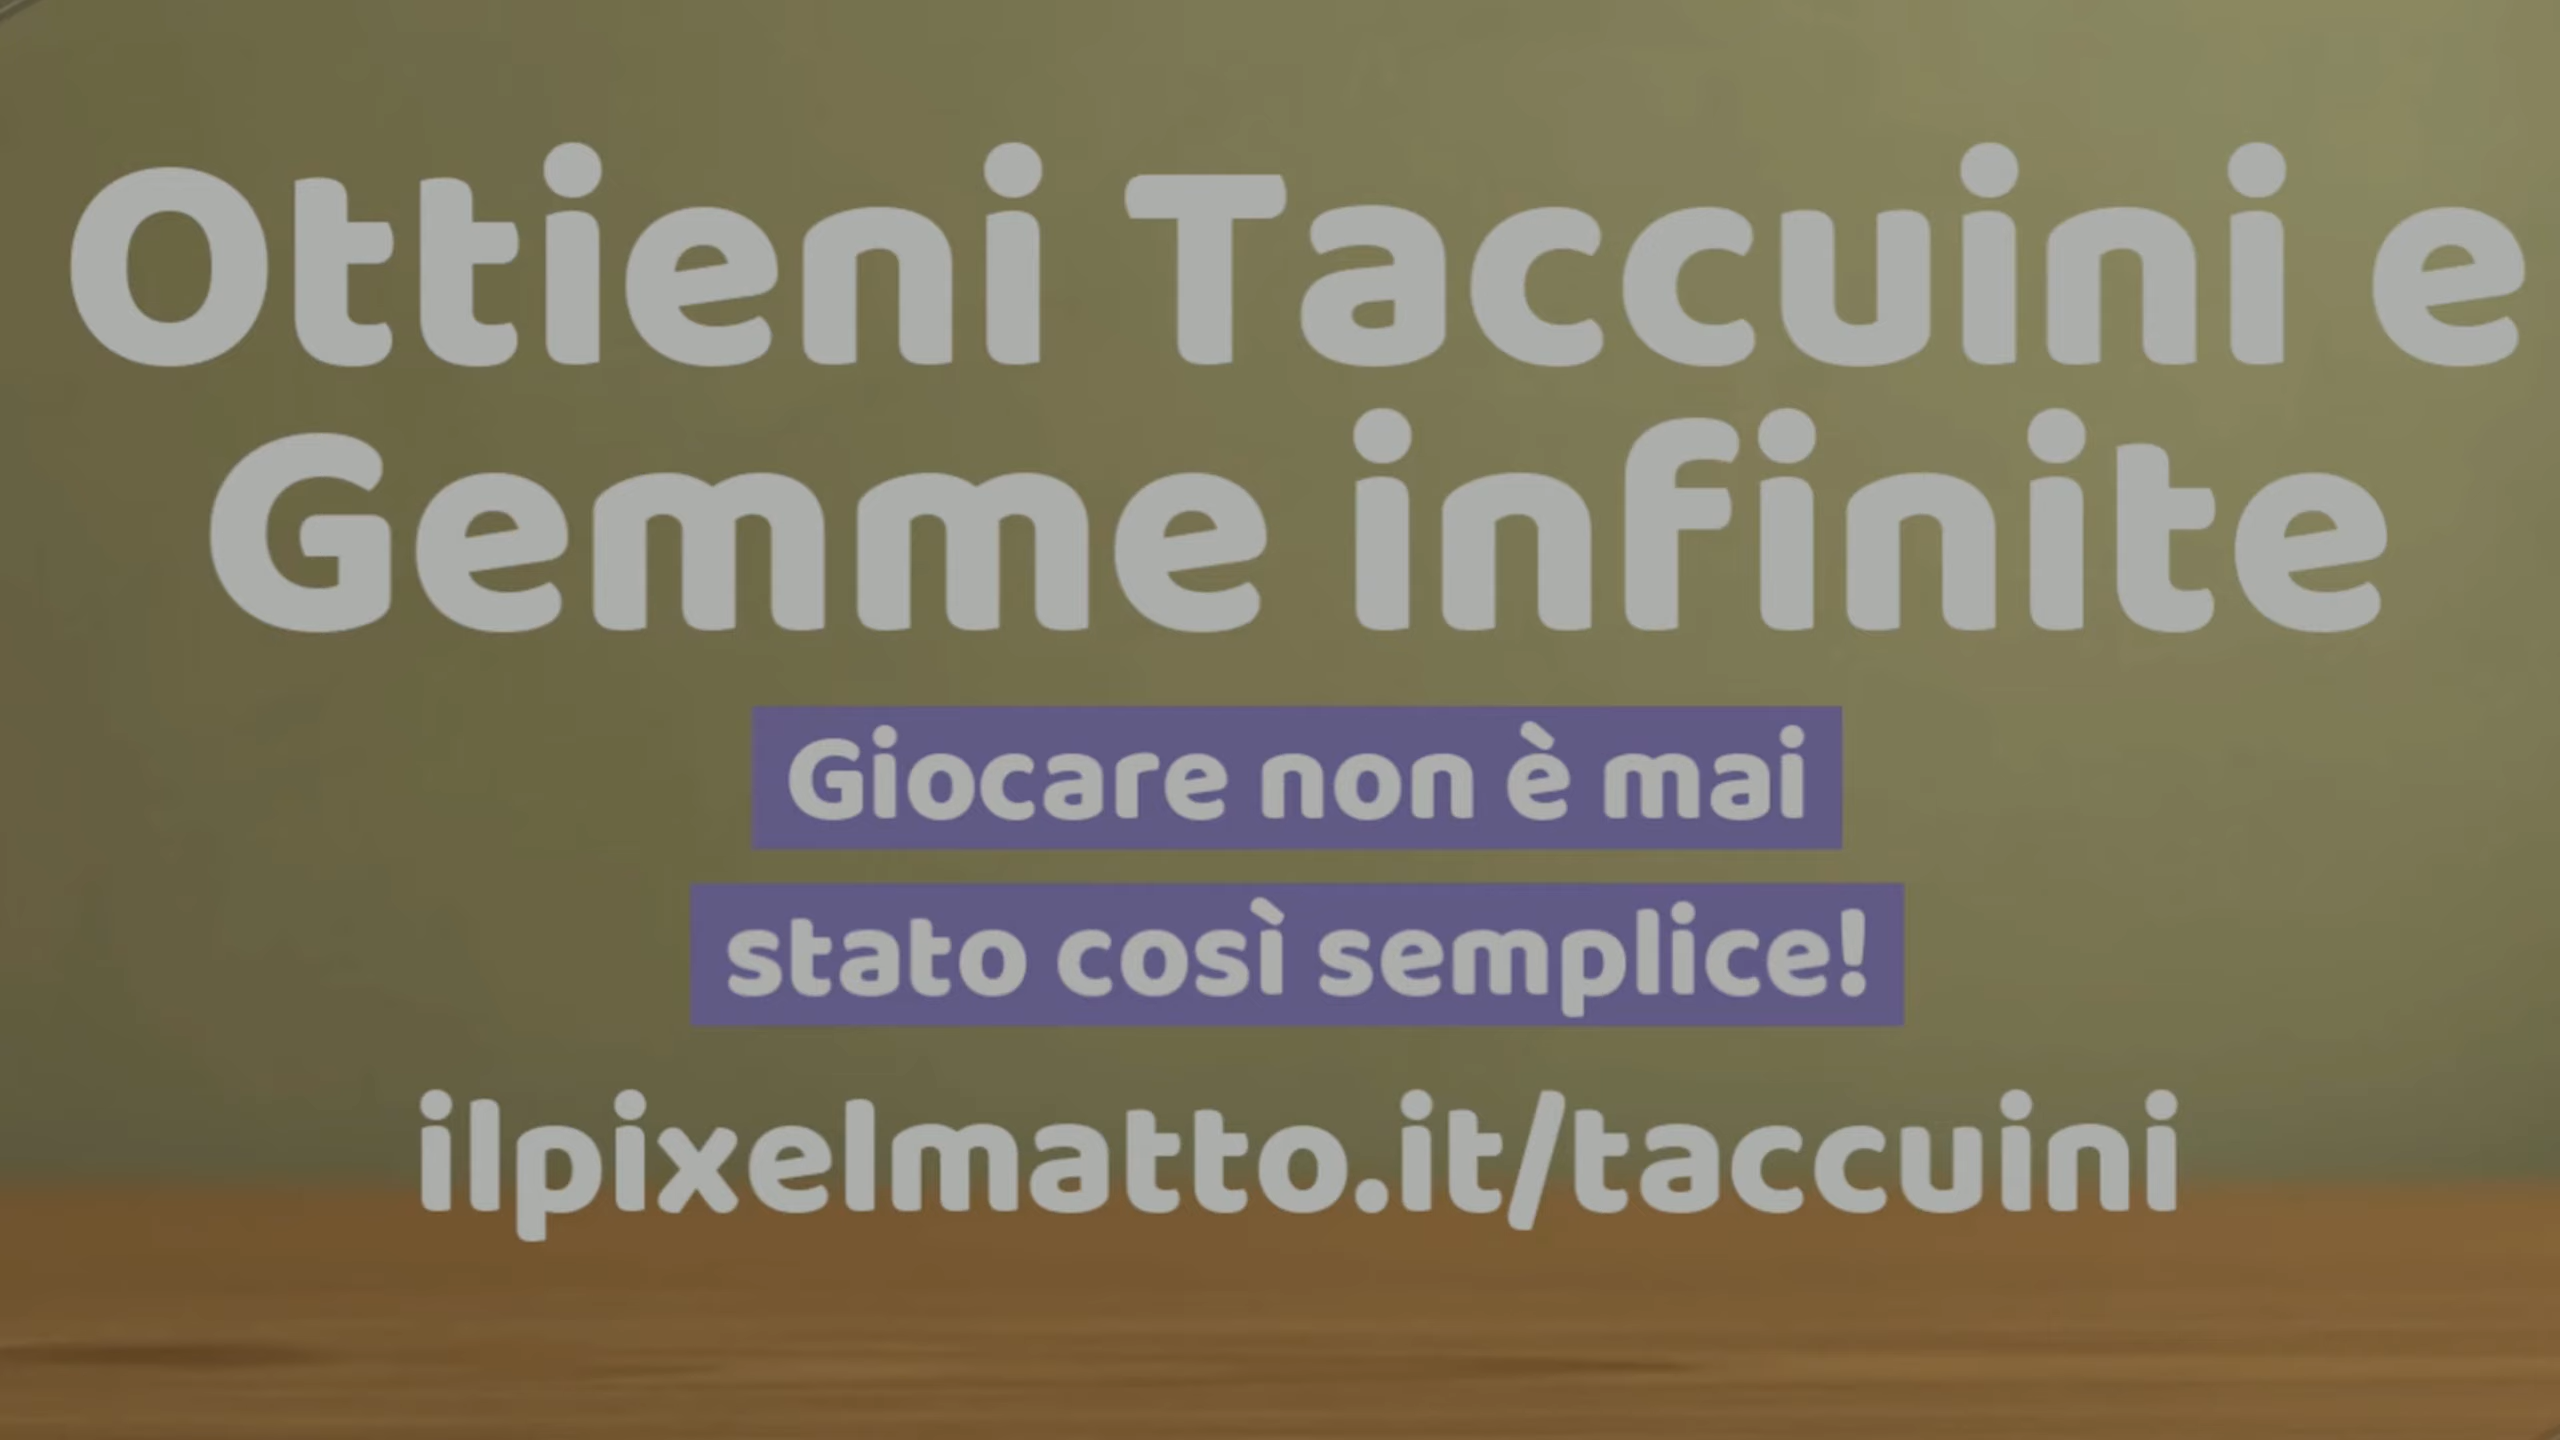 Ottieni Taccuini e
Gemme infinite
Giocare non è mai
stato così semplice!
ilpixelmatto.it/taccuini